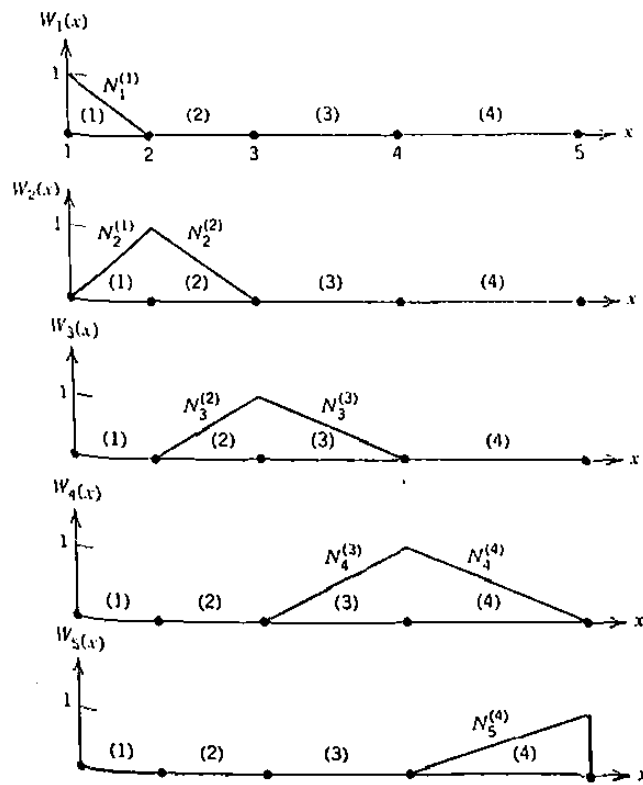 W₁(x)
1
N₁⁽¹⁾
(1) (2) (3) (4)
x
1 2 3 4 5
W₂(x)
1
N₂⁽¹⁾ N₂⁽²⁾
(1) (2) (3) (4)
x
W₃(x)
1
N₃⁽²⁾ N₃⁽³⁾
(1) (2) (3) (4)
x
W₄(x)
1
N₄⁽³⁾ N₄⁽⁴⁾
(1) (2) (3) (4)
x
W₅(x)
1
N₅⁽⁴⁾
(1) (2) (3) (4)
x